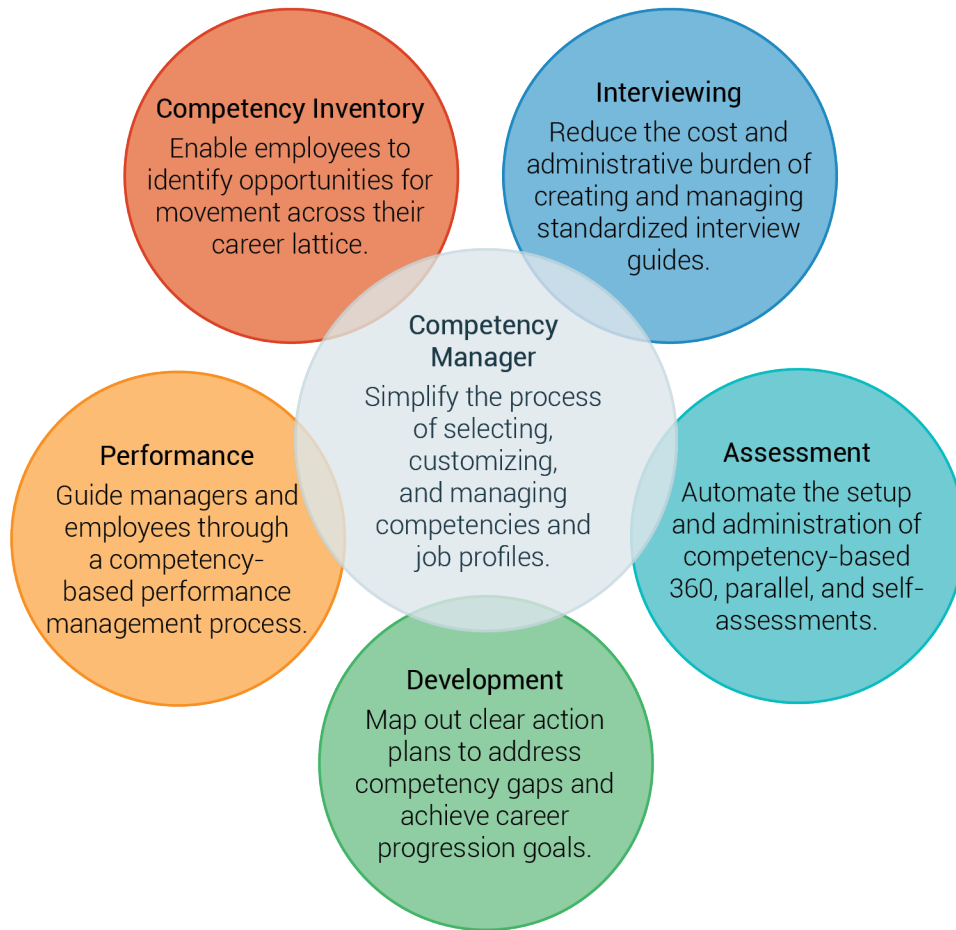 Competency Inventory
Enable employees to
identify opportunities for
movement across their
career lattice.
Interviewing
Reduce the cost and
administrative burden of
creating and managing
standardized interview
guides.
Competency
Manager
Simplify the process
of selecting,
customizing,
and managing
competencies and
job profiles.
Performance
Guide managers and
employees through
a competency-
based performance
management process.
Assessment
Automate the setup
and administration of
competency-based
360, parallel, and self-
assessments.
Development
Map out clear action
plans to address
competency gaps and
achieve career
progression goals.